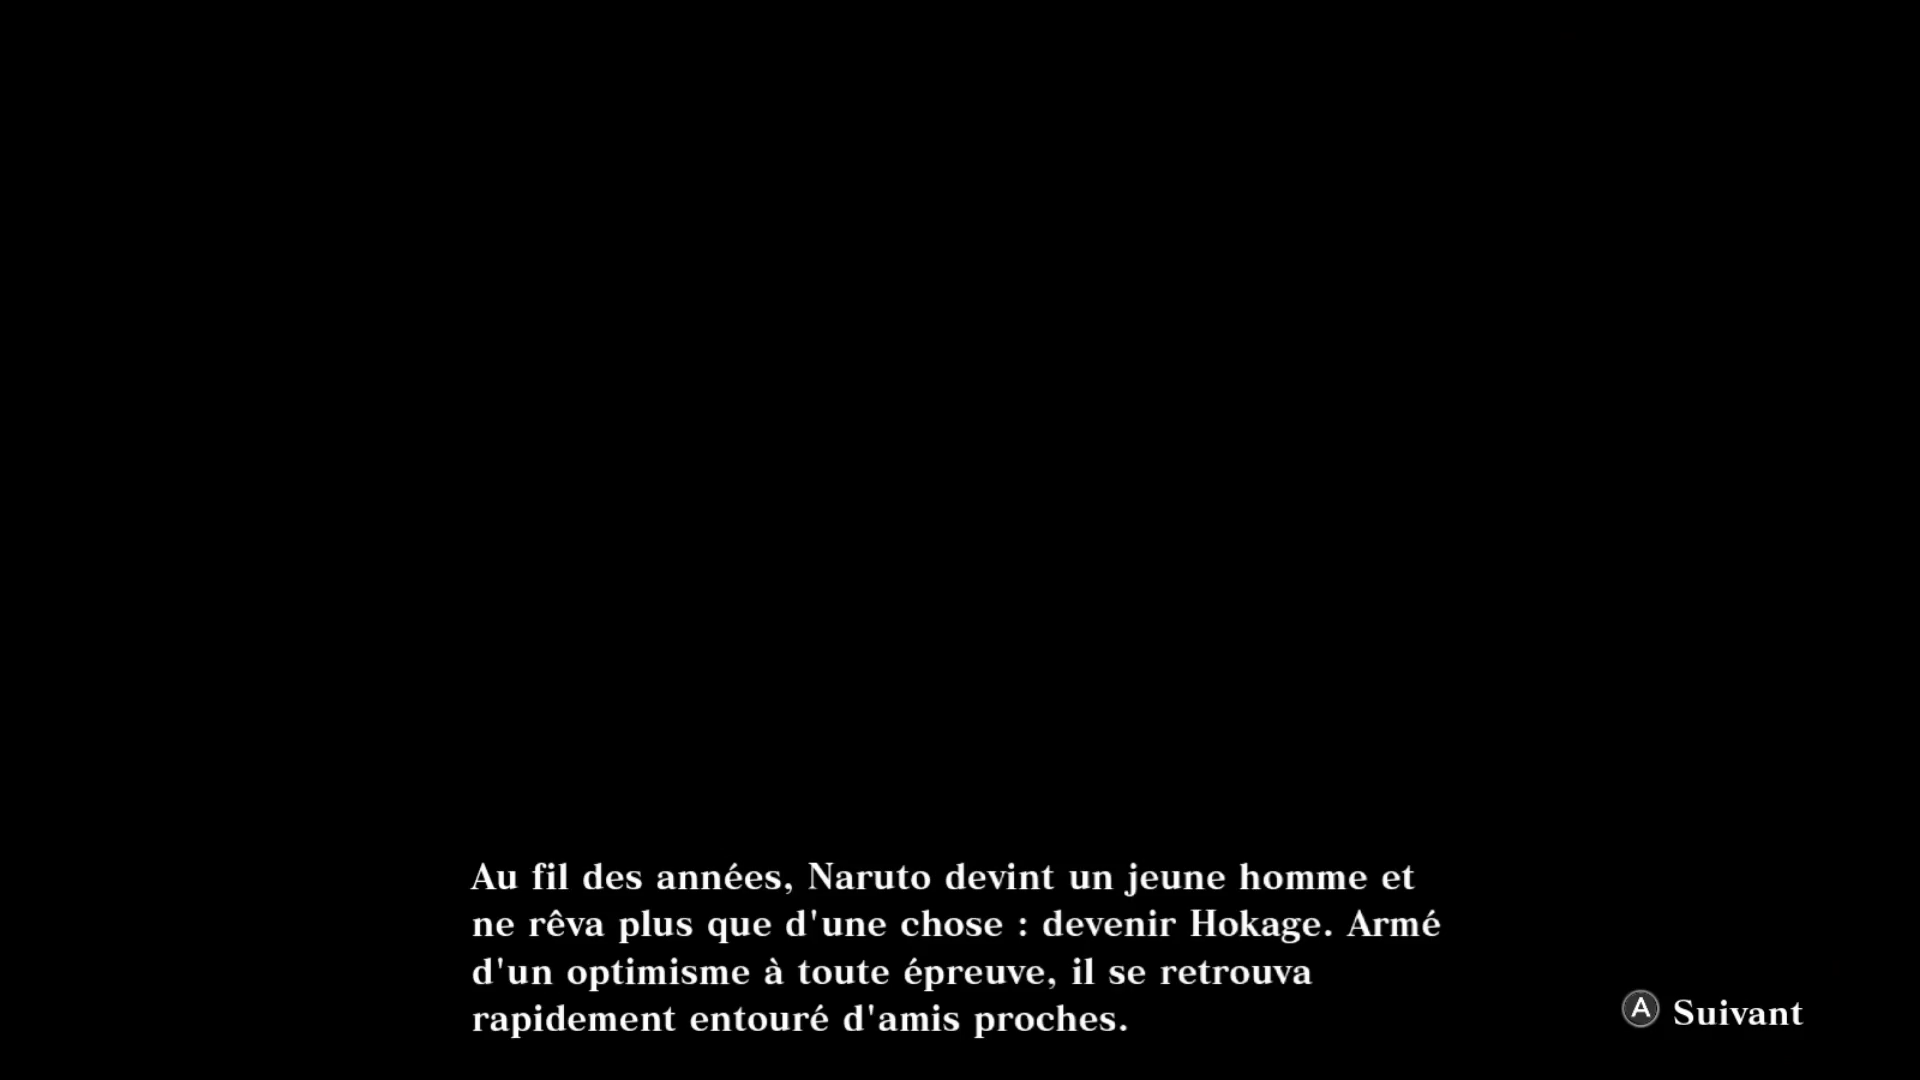 Au fil des années, Naruto devint un jeune homme et
ne rêva plus que d'une chose : devenir Hokage. Armé
d'un optimisme à toute épreuve, il se retrouva
rapidement entouré d'amis proches.
A Suivant